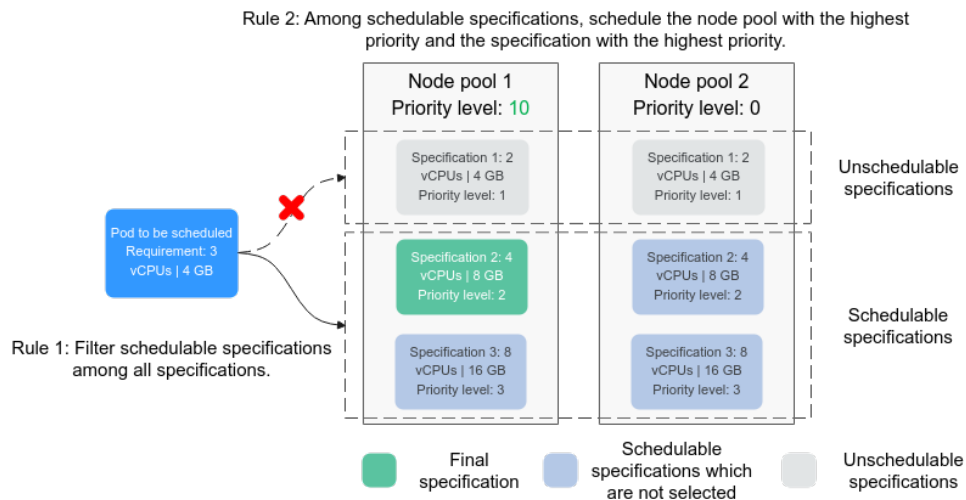 Rule 2: Among schedulable specifications, schedule the node pool with the highest
priority and the specification with the highest priority.
Node pool 1
Priority level: 10
Node pool 2
Priority level: 0
Specification 1: 2
vCPUs | 4 GB
Priority level: 1
Specification 1: 2
vCPUs | 4 GB
Priority level: 1
Unschedulable
specifications
Pod to be scheduled
Requirement: 3
vCPUs | 4 GB
Specification 2: 4
vCPUs | 8 GB
Priority level: 2
Specification 2: 4
vCPUs | 8 GB
Priority level: 2
Schedulable
specifications
Rule 1: Filter schedulable specifications
among all specifications.
Specification 3: 8
vCPUs | 16 GB
Priority level: 3
Specification 3: 8
vCPUs | 16 GB
Priority level: 3
Final
specification
Schedulable
specifications which
are not selected
Unschedulable
specifications